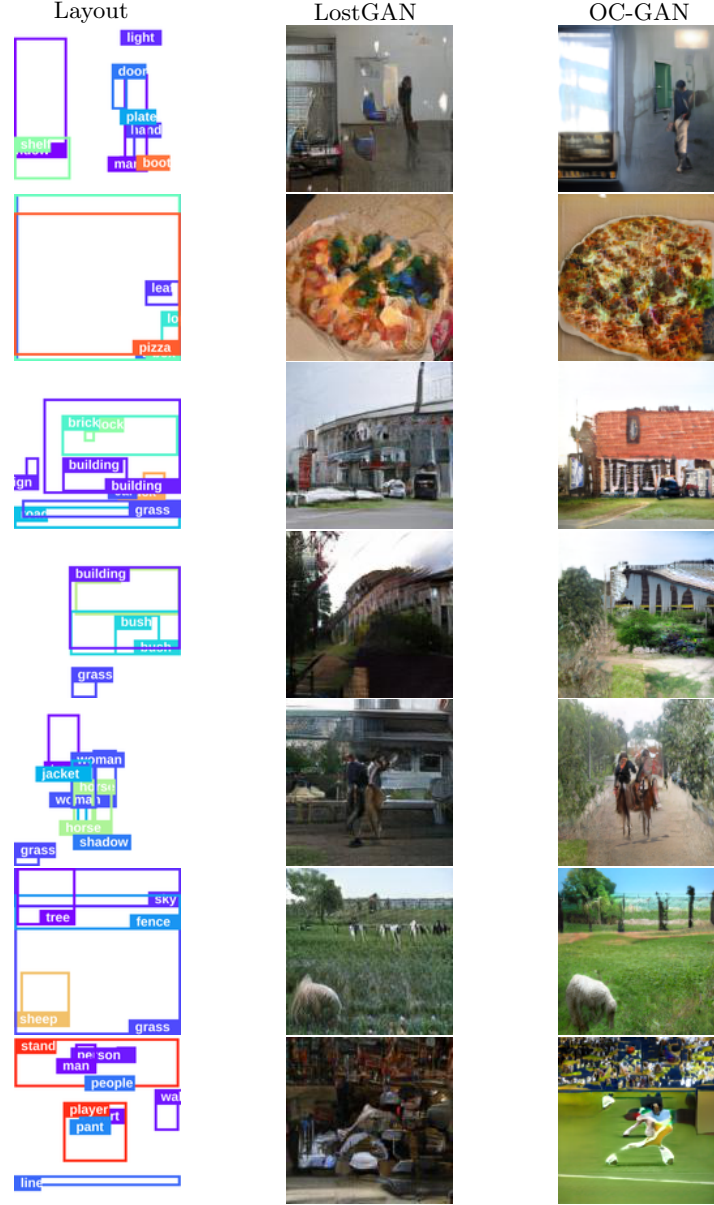 Layout LostGAN OC-GAN
light
door
plate
hand
shelf
man boot
leaf
pizza
brick
building
building
grass
building
bush
bush
grass
woman
jacket
woman
horse
shadow
grass
sky
tree
fence
sheep
grass
stand
person
man
people
player
pant
line